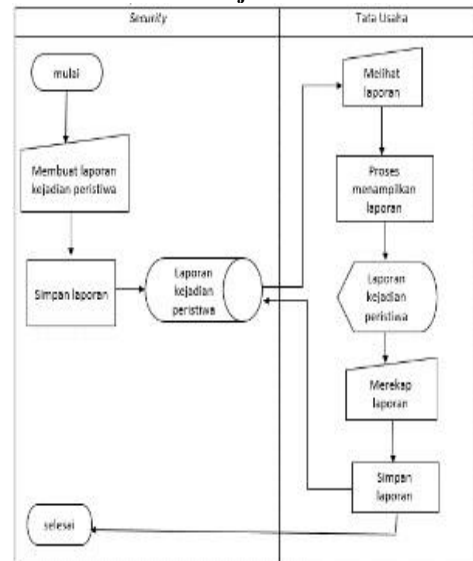 Security
Tata Usaha
mulai
Membuat laporan
kejadian peristiwa
Simpan laporan
Laporan
kejadian
peristiwa
Melihat
laporan
Proses
menampilkan
laporan
Laporan
kejadian
peristiwa
Merekap
laporan
Simpan
laporan
selesai